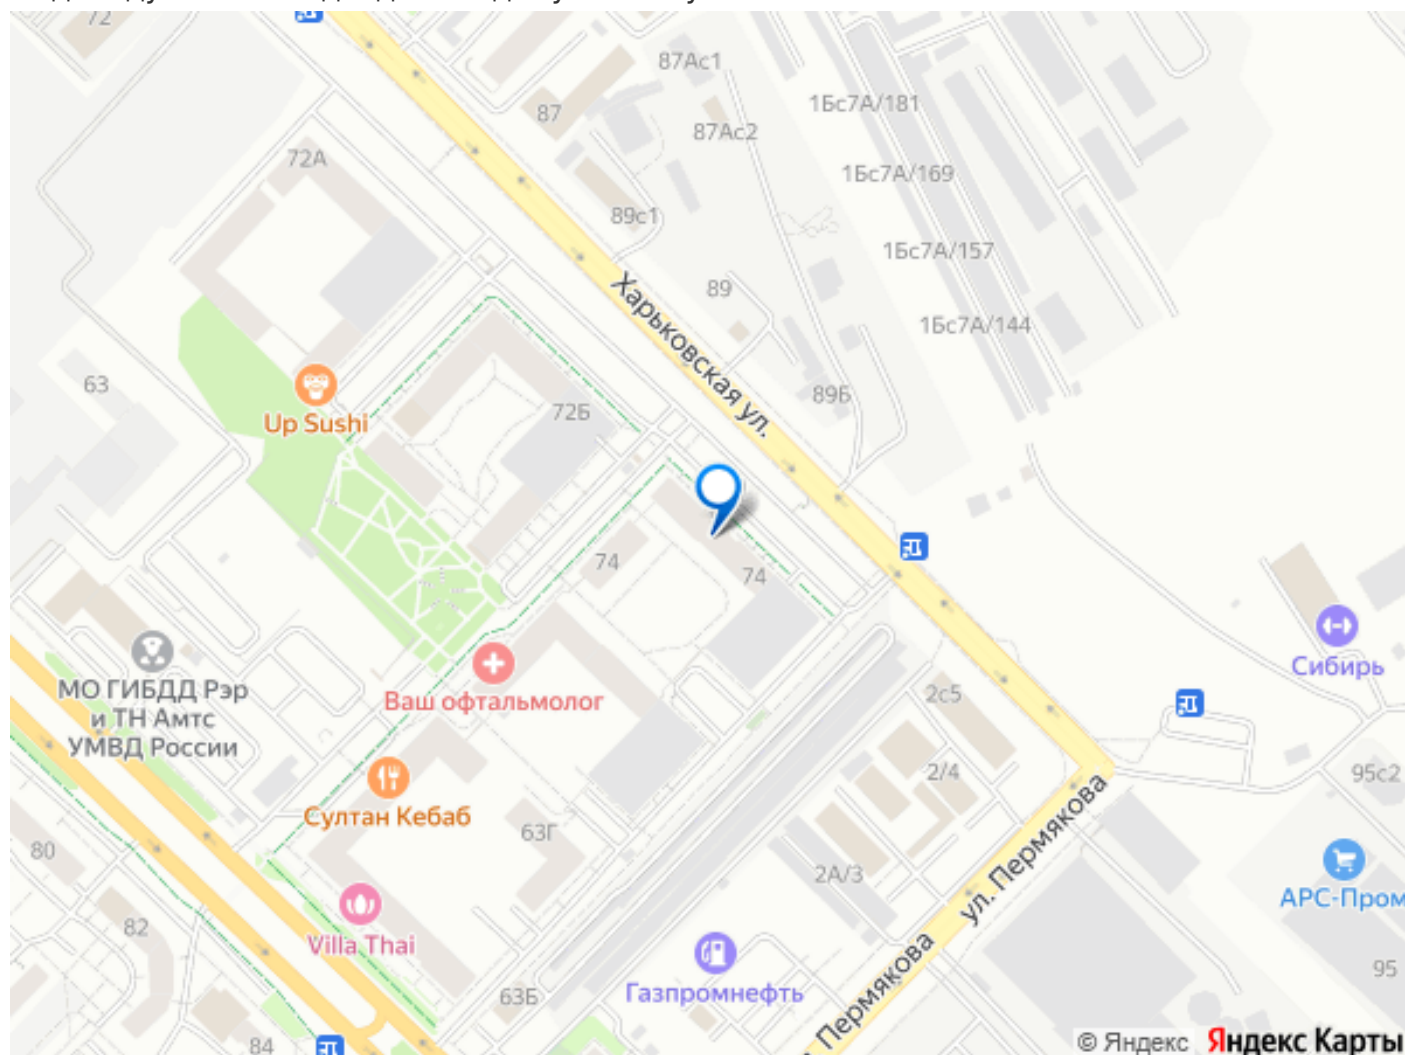 72
87Ас1
87
1Бс7А/181
87Ас2
72А
1Бс7А/169
89с1
1Бс7А/157
89
Харьковская ул.
1Бс7А/144
63
89Б
72Б
Up Sushi
74
74
Сибирь
МО ГИБДД Рэр
и ТН Амтс
УМВД России
Ваш офтальмолог
2с5
2/4
95с2
Султан Кебаб
63Г
80
ул. Пермякова
2А/3
АРС-Пром
82
Villa Thai
Газпромнефть
95
63Б
Пермякова
84
© Яндекс Яндекс Карты